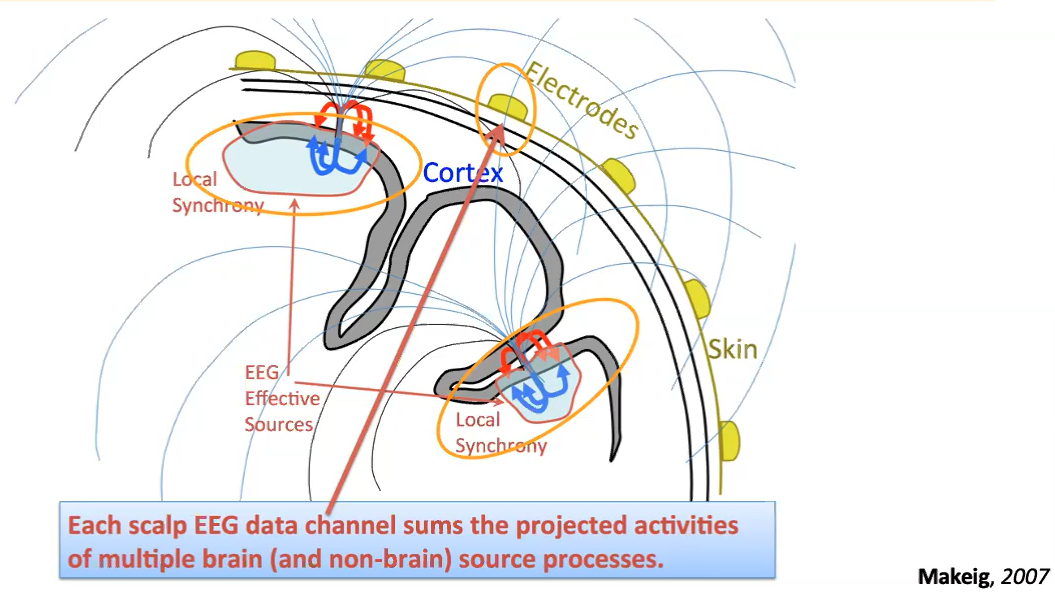 Electrodes
Cortex
Local
Synchrony
Skin
EEG
Effective
Sources
Local
Synchrony
Each scalp EEG data channel sums the projected activities
of multiple brain (and non-brain) source processes.
Makeig, 2007